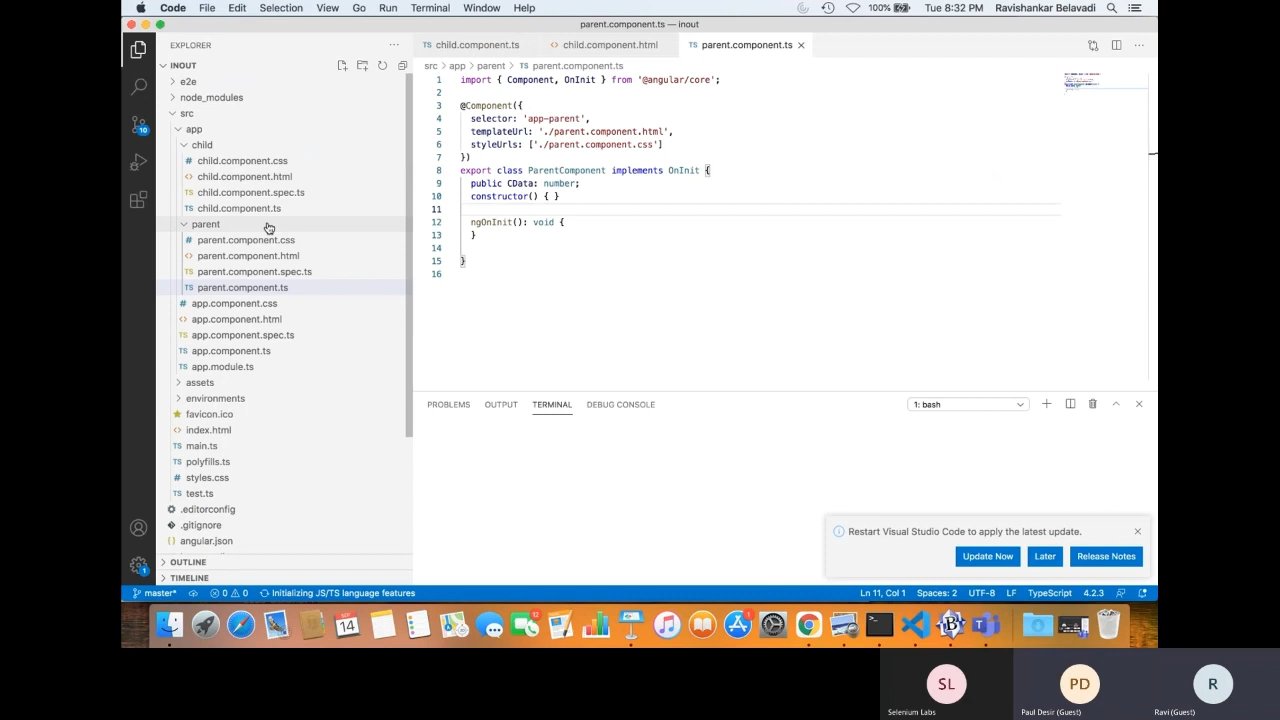 Code File Edit Selection View Go Run Terminal Window Help 100% Tue 8:32 PM Ravishankar Belavadi
parent.component.ts — inout
EXPLORER
INOUT
e2e
node_modules
src
app
child
child.component.css
child.component.html
child.component.spec.ts
child.component.ts
parent
parent.component.css
parent.component.html
parent.component.spec.ts
parent.component.ts
app.component.css
app.component.html
app.component.spec.ts
app.component.ts
app.module.ts
assets
environments
favicon.ico
index.html
main.ts
polyfills.ts
styles.css
test.ts
.editorconfig
.gitignore
angular.json
OUTLINE
TIMELINE
10
1
child.component.ts child.component.html parent.component.ts
src > app > parent > TS parent.component.ts
1 import { Component, OnInit } from '@angular/core';
2
3 @Component({
4 selector: 'app-parent',
5 templateUrl: './parent.component.html',
6 styleUrls: ['./parent.component.css']
7 })
8 export class ParentComponent implements OnInit {
9 public CData: number;
10 constructor() { }
11
12 ngOnInit(): void {
13 }
14
15 }
16
PROBLEMS OUTPUT TERMINAL DEBUG CONSOLE 1: bash
Restart Visual Studio Code to apply the latest update.
Update Now Later Release Notes
master* 0 0 Initializing JS/TS language features Ln 11, Col 1 Spaces: 2 UTF-8 LF TypeScript 4.2.3
14 12 1
SL PD R
Selenium Labs Paul Desir (Guest) Ravi (Guest)